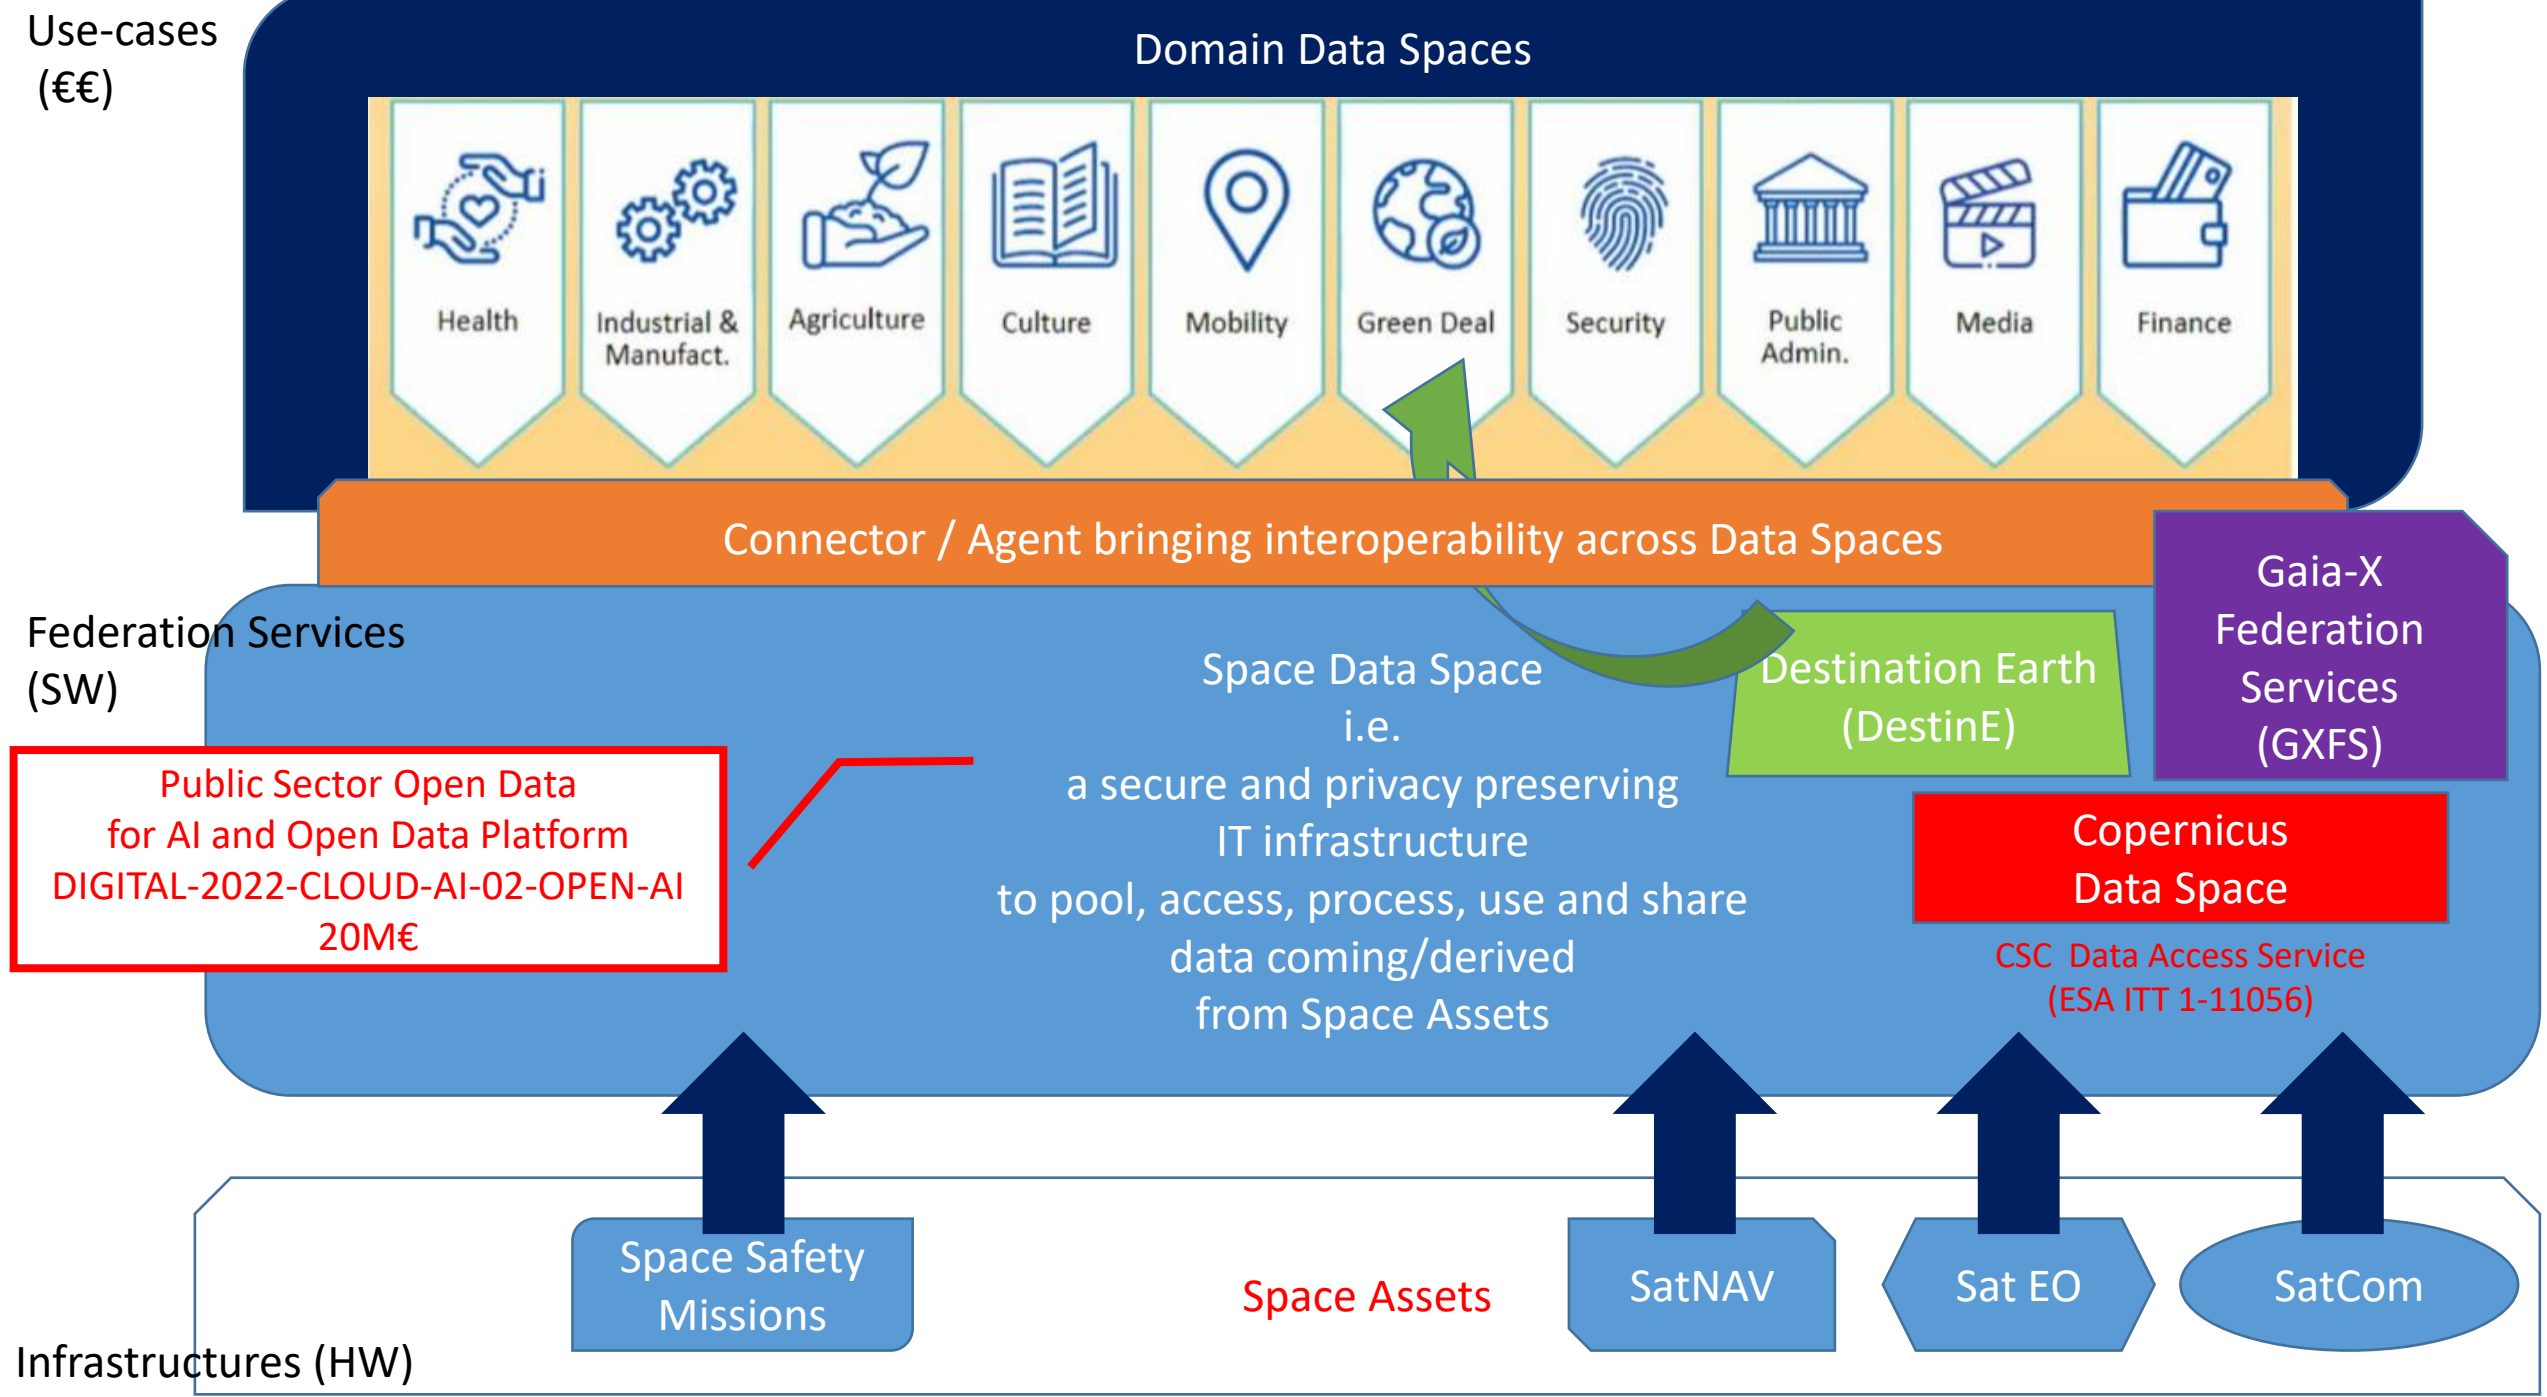 Use-cases
(€€)
Domain Data Spaces
Health
Industrial &
Manufact.
Agriculture
Culture
Mobility
Green Deal
Security
Public
Admin.
Media
Finance
Connector / Agent bringing interoperability across Data Spaces
Gaia-X
Federation
Services
(GXFS)
Federation Services
(SW)
Space Data Space
i.e.
a secure and privacy preserving
IT infrastructure
to pool, access, process, use and share
data coming/derived
from Space Assets
Destination Earth
(DestinE)
Public Sector Open Data
for AI and Open Data Platform
DIGITAL-2022-CLOUD-AI-02-OPEN-AI
20M€
Copernicus
Data Space
CSC  Data Access Service
(ESA ITT 1-11056)
Space Safety
Missions
Space Assets
SatNAV
Sat EO
SatCom
Infrastructures (HW)